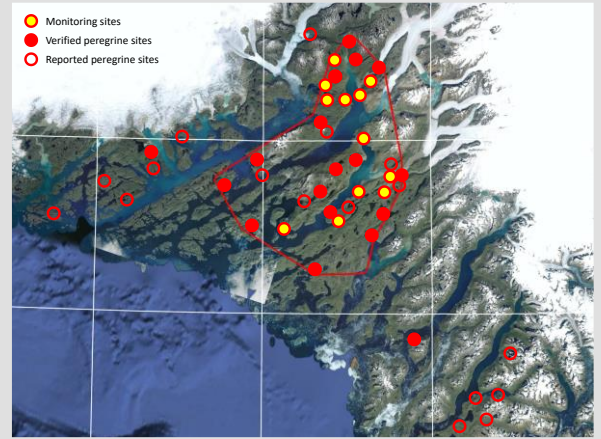 Monitoring sites
Verified peregrine sites
Reported peregrine sites